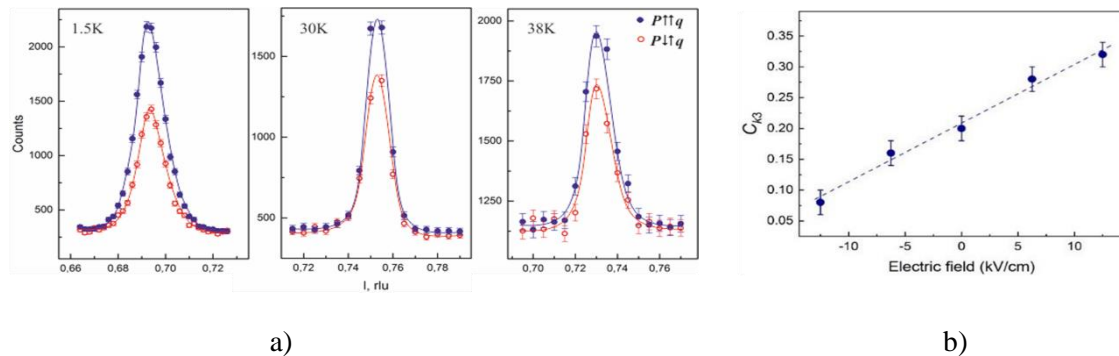 1.5K
30K
38K
P↑↑q
P↓↑q
Counts
2000
1500
1000
500
0,66 0,68 0,70 0,72
1500
1000
500
0,72 0,74 0,76 0,78
2000
1750
1500
1250
0,70 0,72 0,74 0,76
l, rlu
a)
C_{k3}
0.35
0.30
0.25
0.20
0.15
0.10
0.05
-10 -5 0 5 10
Electric field (kV/cm)
b)